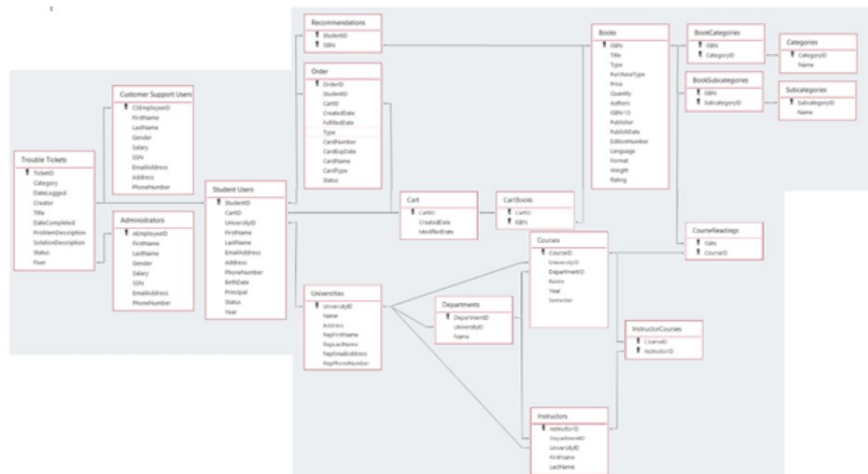 Recommendations
StudentID
ISBN
Order
OrderID
StudentID
CartID
CreatedDate
FulfilledDate
Type
CardNumber
CardExpDate
CardName
CardType
Status
Books
ISBN
Title
Type
PurchaseType
Price
Quantity
Authors
ISBN-13
Publisher
PublishDate
EditionNumber
Language
Format
Weight
Rating
BookCategories
ISBN
CategoryID
Categories
CategoryID
Name
BookSubcategories
ISBN
SubcategoryID
Subcategories
SubcategoryID
Name
Customer Support Users
CSEmployeeID
FirstName
LastName
Gender
Salary
SSN
EmailAddress
Address
PhoneNumber
Trouble Tickets
TicketID
Category
DateLogged
Creator
Title
DateCompleted
ProblemDescription
SolutionDescription
Status
Fixer
Administrators
AEmployeeID
FirstName
LastName
Gender
Salary
SSN
EmailAddress
PhoneNumber
Student Users
StudentID
CartID
UniversityID
FirstName
LastName
EmailAddress
Address
PhoneNumber
BirthDate
Principal
Status
Year
Cart
CartID
CreatedDate
ModifiedDate
CartBooks
CartID
ISBN
Courses
CourseID
UniversityID
DepartmentID
Name
Year
Semester
CourseReadings
ISBN
CourseID
Universities
UniversityID
Name
Address
RepFirstName
RepLastName
RepEmailAddress
RepPhoneNumber
Departments
DepartmentID
UniversityID
Name
InstructorCourses
CourseID
InstructorID
Instructors
InstructorID
DepartmentID
UniversityID
FirstName
LastName